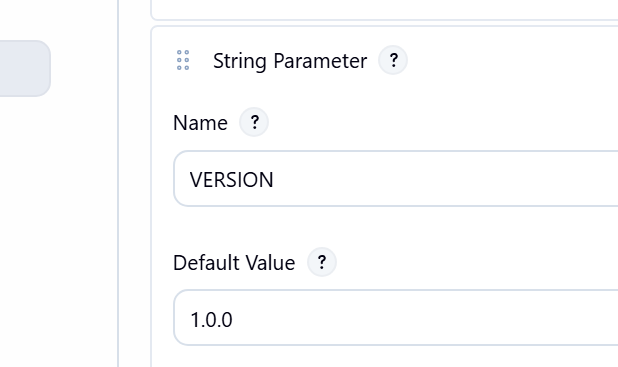 String Parameter ?
Name ?
VERSION
Default Value ?
1.0.0